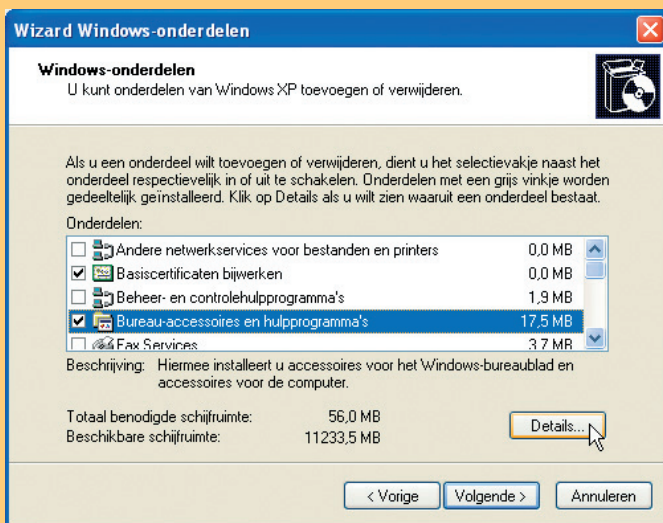 Wizard Windows-onderdelen
Windows-onderdelen
U kunt onderdelen van Windows XP toevoegen of verwijderen.
Als u een onderdeel wilt toevoegen of verwijderen, dient u het selectievakje naast het
onderdeel respectievelijk in of uit te schakelen. Onderdelen met een grijs vinkje worden
gedeeltelijk geïnstalleerd. Klik op Details als u wilt zien waaruit een onderdeel bestaat.
Onderdelen:
Andere netwerkservices voor bestanden en printers 0,0 MB
Basiscertificaten bijwerken 0,0 MB
Beheer- en controlehulpprogramma's 1,9 MB
Bureau-accessoires en hulpprogramma's 17,5 MB
Fax Services 3,7 MB
Beschrijving: Hiermee installeert u accessoires voor het Windows-bureaublad en
accessoires voor de computer.
Totaal benodigde schijfruimte: 56,0 MB
Beschikbare schijfruimte: 11233,5 MB
Details...
< Vorige Volgende > Annuleren